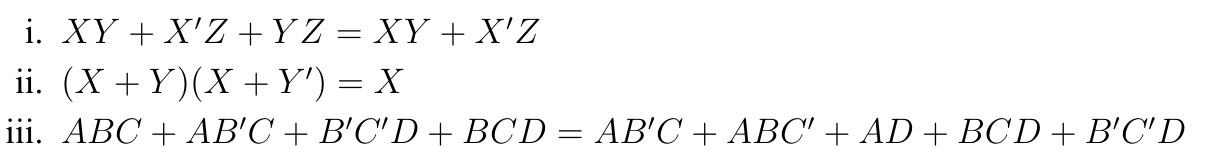 i. XY + X'Z + YZ = XY + X'Z
ii. (X + Y)(X + Y') = X
iii. ABC + AB'C + B'C'D + BCD = AB'C + ABC' + AD + BCD + B'C'D